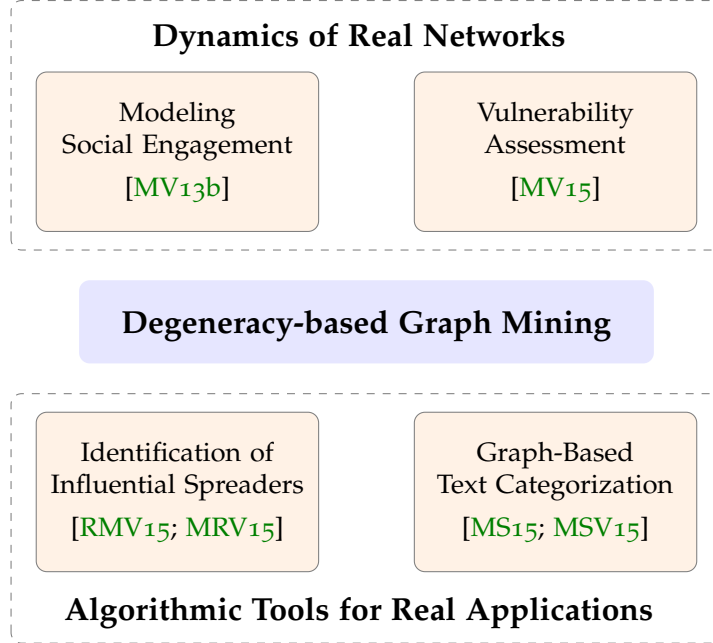 Dynamics of Real Networks
Modeling
Social Engagement
[MV13b]
Vulnerability
Assessment
[MV15]
Degeneracy-based Graph Mining
Identification of
Influential Spreaders
[RMV15; MRV15]
Graph-Based
Text Categorization
[MS15; MSV15]
Algorithmic Tools for Real Applications